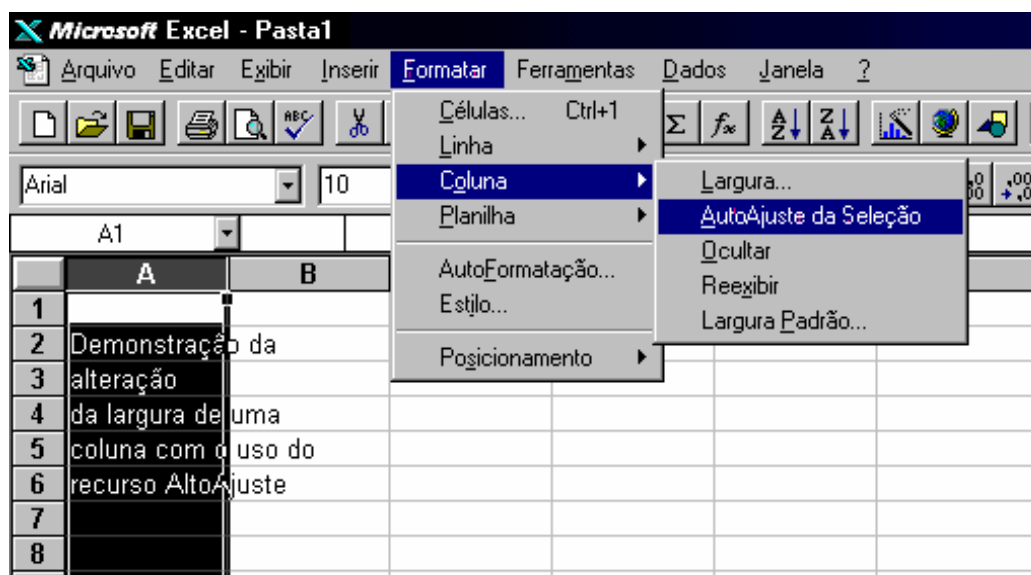 Microsoft Excel - Pasta1
Arquivo Editar Exibir Inserir Formatar Ferramentas Dados Janela ?
Células... Ctrl+1
Linha
Coluna
Planilha
AutoFormatação...
Estilo...
Posicionamento
Largura...
AutoAjuste da Seleção
Ocultar
Reexibir
Largura Padrão...
ABC
Σ fx A Z Z A
Arial 10
A1
A B
1
2 Demonstração da
3 alteração
4 da largura de uma
5 coluna com o uso do
6 recurso AltoAjuste
7
8